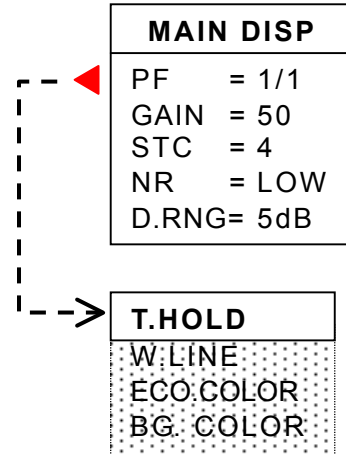 MAIN DISP
PF = 1/1
GAIN = 50
STC = 4
NR = LOW
D.RNG= 5dB
T.HOLD
W.LINE
ECO.COLOR
BG. COLOR